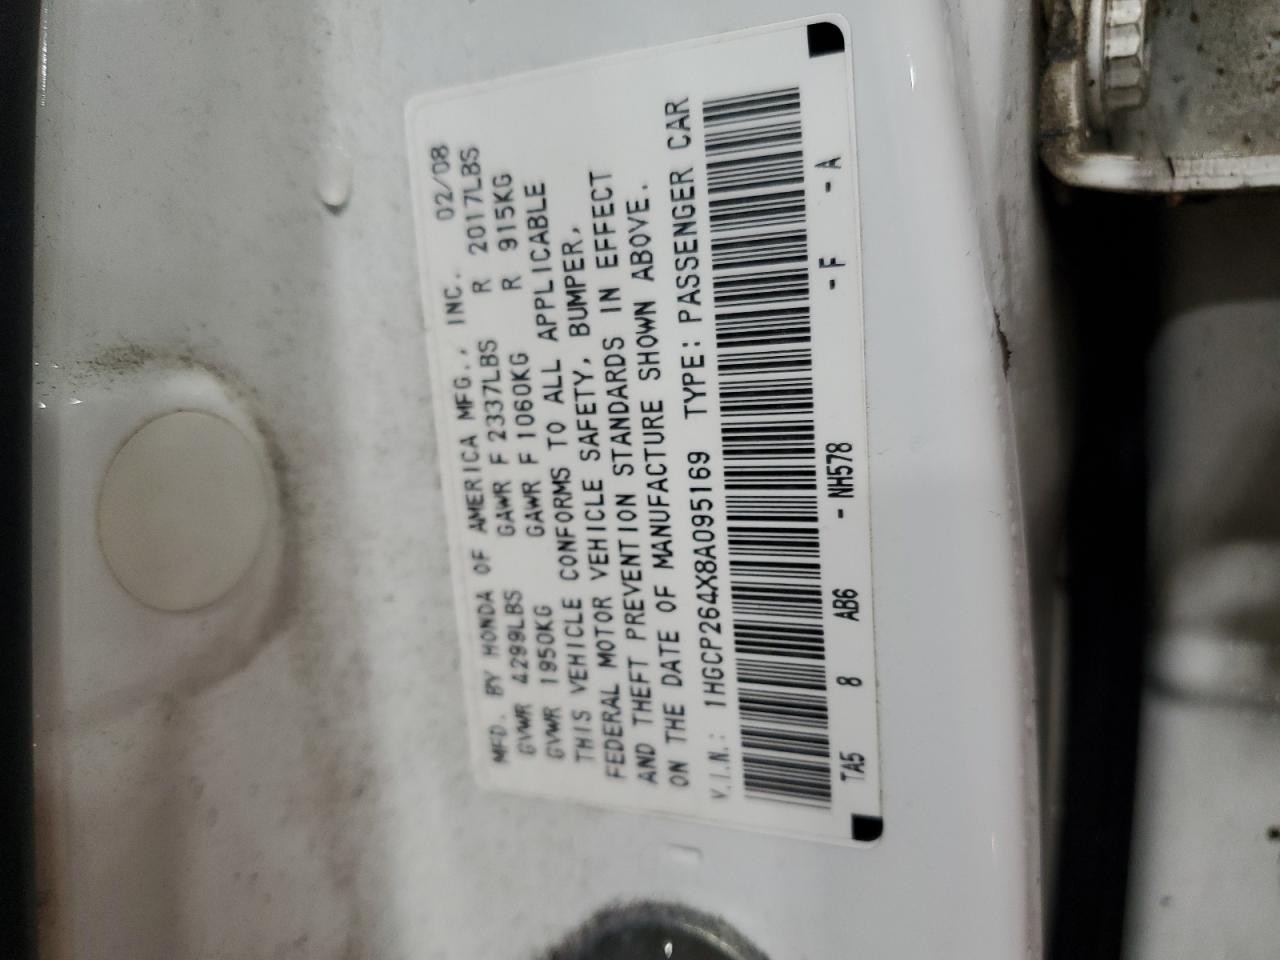 MFD. BY HONDA OF AMERICA MFG., INC. 02/08
GVWR 4299LBS GAWR F 2337LBS R 2017LBS
GVWR 1950KG GAWR F 1060KG R 915KG
THIS VEHICLE CONFORMS TO ALL APPLICABLE
FEDERAL MOTOR VEHICLE SAFETY, BUMPER,
AND THEFT PREVENTION STANDARDS IN EFFECT
ON THE DATE OF MANUFACTURE SHOWN ABOVE.
V.I.N.: 1HGCP264X8A095169 TYPE: PASSENGER CAR
TA5 8 AB6 - NH578 - F - A